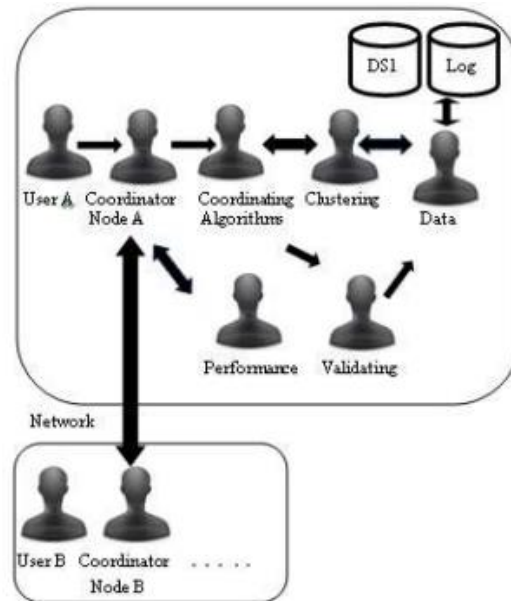 DS1
Log
User A
Coordinator
Node A
Coordinating
Algorithms
Clustering
Data
Performance
Validating
Network
User B
Coordinator
Node B
. . . . .